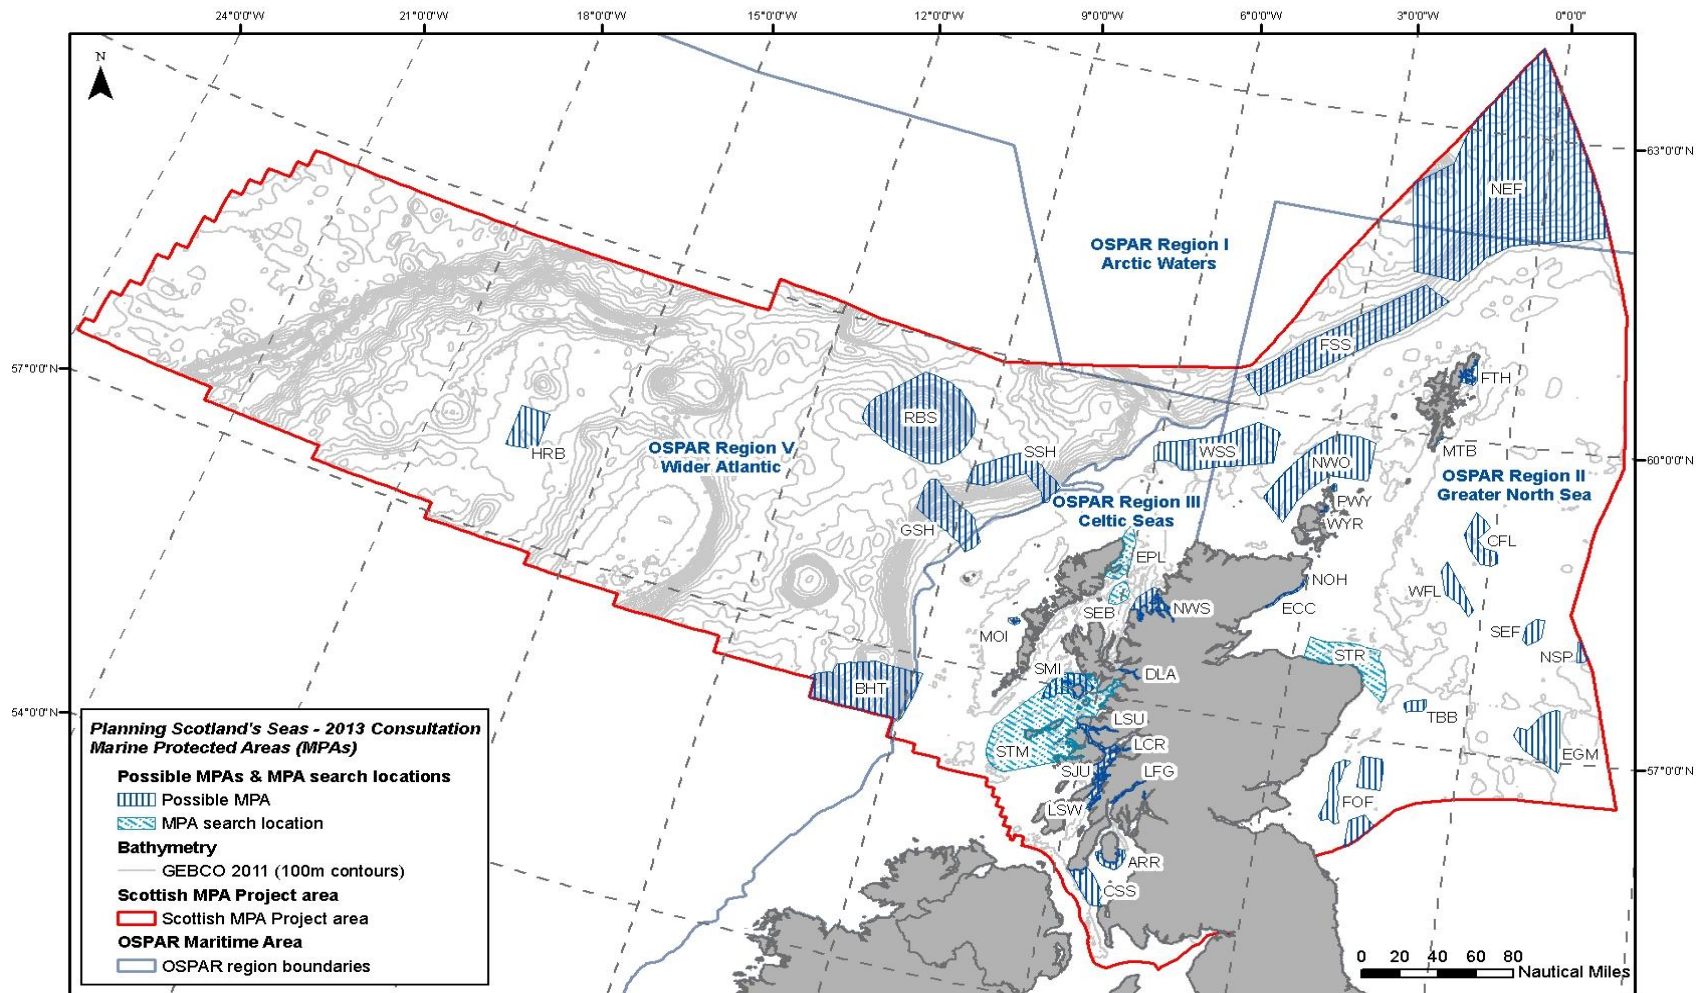 24°0'0"W
21°0'0"W
18°0'0"W
15°0'0"W
12°0'0"W
9°0'0"W
6°0'0"W
3°0'0"W
0°0'0"
N
63°0'0"N
NEF
OSPAR Region I
Arctic Waters
FSS
57°0'0"N
FTH
RBS
HRB
OSPAR Region V
Wider Atlantic
SSH
WSS
NWO
MTB
60°0'0"N
OSPAR Region II
Greater North Sea
OSPAR Region III
Celtic Seas
PWY
WYR
GSH
CFL
EPL
NOH
WFL
SEB
NWS
ECC
MOI
SEF
NSP
STR
SMI
DLA
BHT
54°0'0"N
LSU
TBB
STM
LCR
EGM
SJU
LFG
57°0'0"N
LSW
FOF
ARR
CSS
Planning Scotland's Seas - 2013 Consultation
Marine Protected Areas (MPAs)
Possible MPAs & MPA search locations
Possible MPA
MPA search location
Bathymetry
GEBCO 2011 (100m contours)
Scottish MPA Project area
Scottish MPA Project area
OSPAR Maritime Area
OSPAR region boundaries
0 20 40 60 80
Nautical Miles